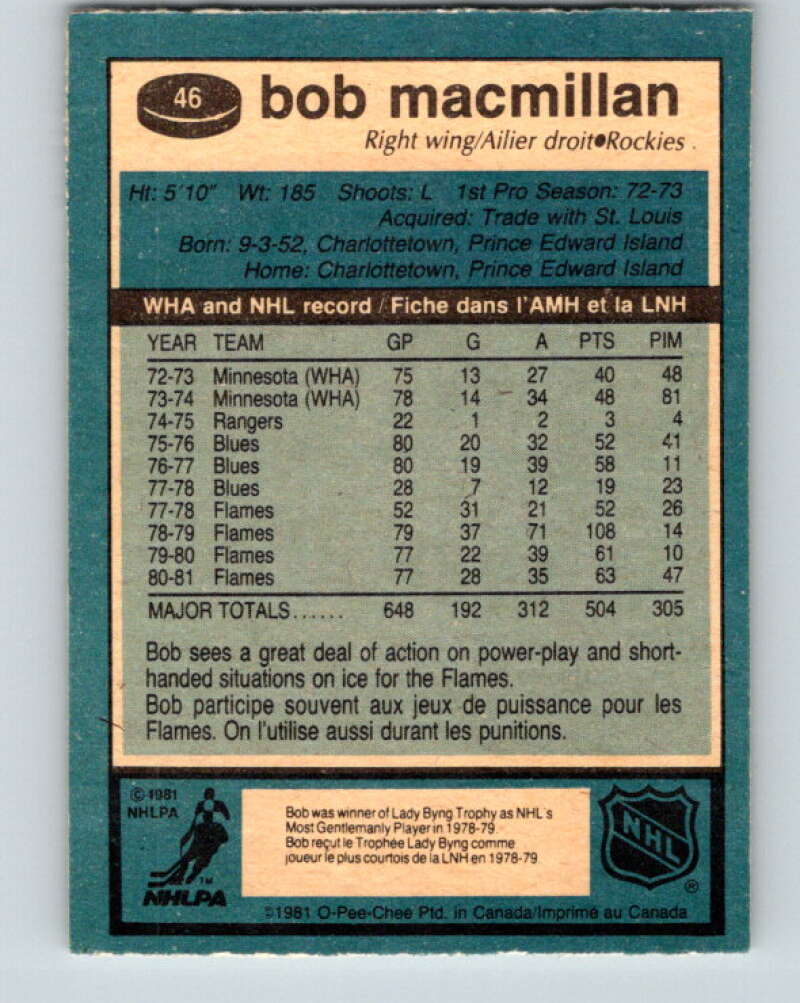 46 bob macmillan
Right wing/Ailier droit●Rockies .
Ht: 5'10" Wt: 185 Shoots: L 1st Pro Season: 72-73
Acquired: Trade with St. Louis
Born: 9-3-52, Charlottetown, Prince Edward Island
Home: Charlottetown, Prince Edward Island
WHA and NHL record / Fiche dans l'AMH et la LNH
YEAR TEAM GP G A PTS PIM
72-73 Minnesota (WHA) 75 13 27 40 48
73-74 Minnesota (WHA) 78 14 34 48 81
74-75 Rangers 22 1 2 3 4
75-76 Blues 80 20 32 52 41
76-77 Blues 80 19 39 58 11
77-78 Blues 28 7 12 19 23
77-78 Flames 52 31 21 52 26
78-79 Flames 79 37 71 108 14
79-80 Flames 77 22 39 61 10
80-81 Flames 77 28 35 63 47
MAJOR TOTALS...... 648 192 312 504 305
Bob sees a great deal of action on power-play and short-
handed situations on ice for the Flames.
Bob participe souvent aux jeux de puissance pour les
Flames. On l'utilise aussi durant les punitions.
© 1981
NHLPA
Bob was winner of Lady Byng Trophy as NHL's
Most Gentlemanly Player in 1978-79.
Bob reçut le Trophée Lady Byng comme
joueur le plus courtois de la LNH en 1978-79
NHL
®
TM
NHLPA
©1981 O-Pee-Chee Ptd. in Canada/Imprimé au Canada